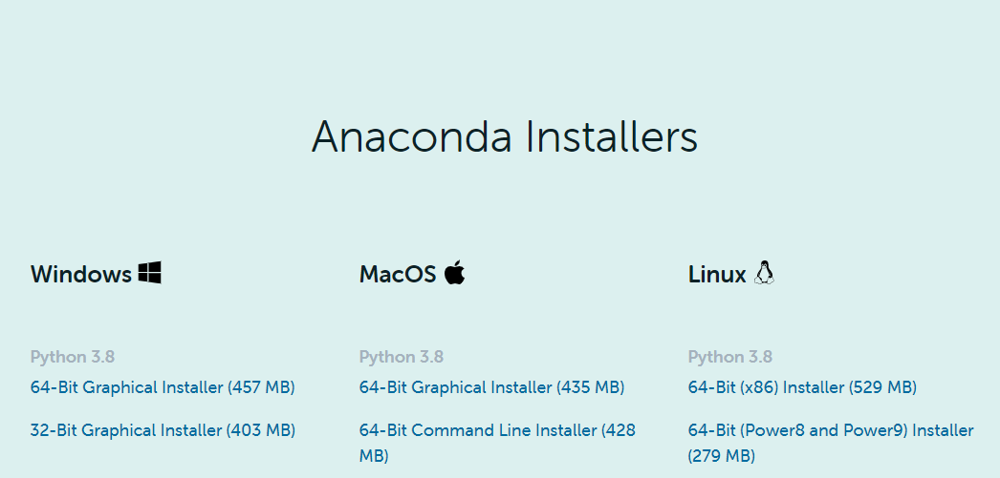 Anaconda Installers
Windows
Python 3.8
64-Bit Graphical Installer (457 MB)
32-Bit Graphical Installer (403 MB)
MacOS
Python 3.8
64-Bit Graphical Installer (435 MB)
64-Bit Command Line Installer (428
MB)
Linux
Python 3.8
64-Bit (x86) Installer (529 MB)
64-Bit (Power8 and Power9) Installer
(279 MB)